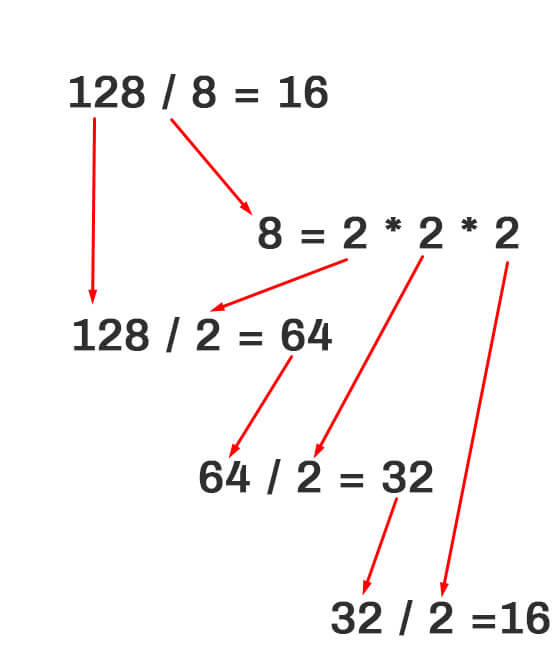 128 / 8 = 16
8 = 2 * 2 * 2
128 / 2 = 64
64 / 2 = 32
32 / 2 =16